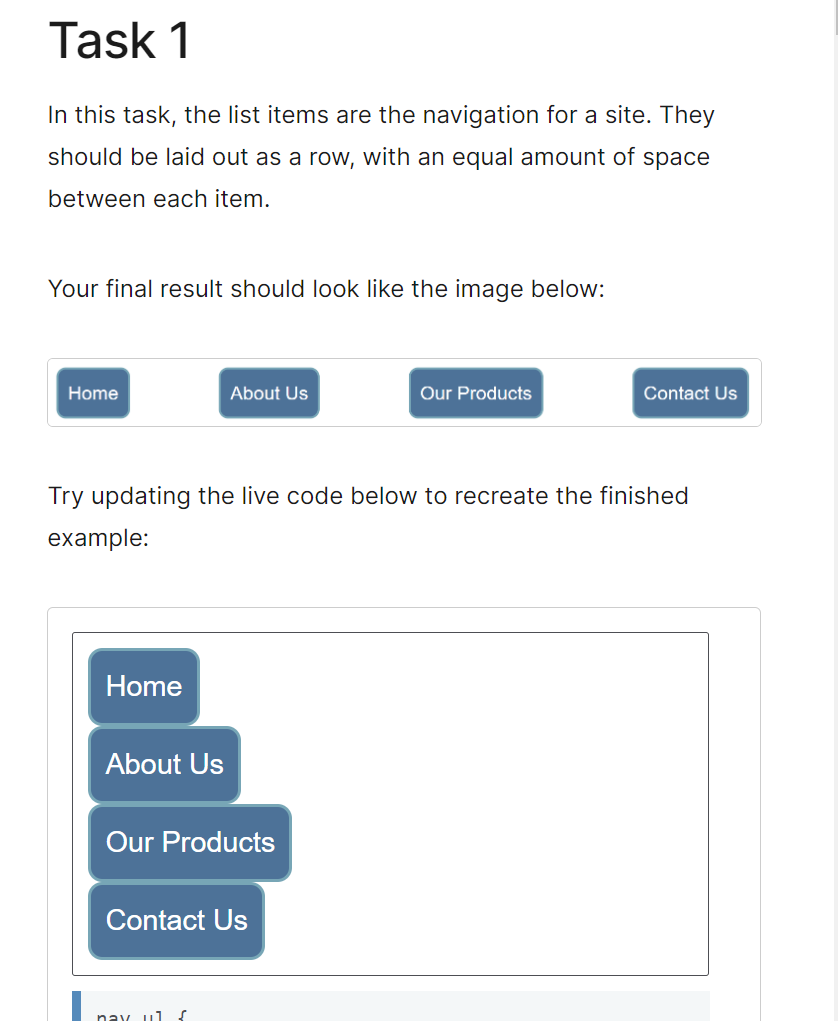 Task 1
In this task, the list items are the navigation for a site. They
should be laid out as a row, with an equal amount of space
between each item.
Your final result should look like the image below:
Home About Us Our Products Contact Us
Try updating the live code below to recreate the finished
example:
Home
About Us
Our Products
Contact Us
nav ul {